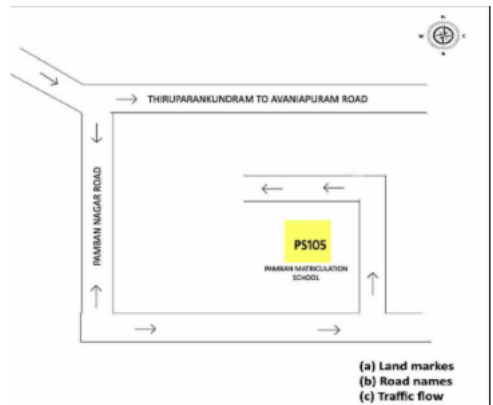 N
W
THIRUPARANKUNDRAM TO AVANIAPURAM ROAD
PAMBAN NAGAR ROAD
PS105
PAMBAN MATRICULATION
SCHOOL
(a) Land markes
(b) Road names
(c) Traffic flow